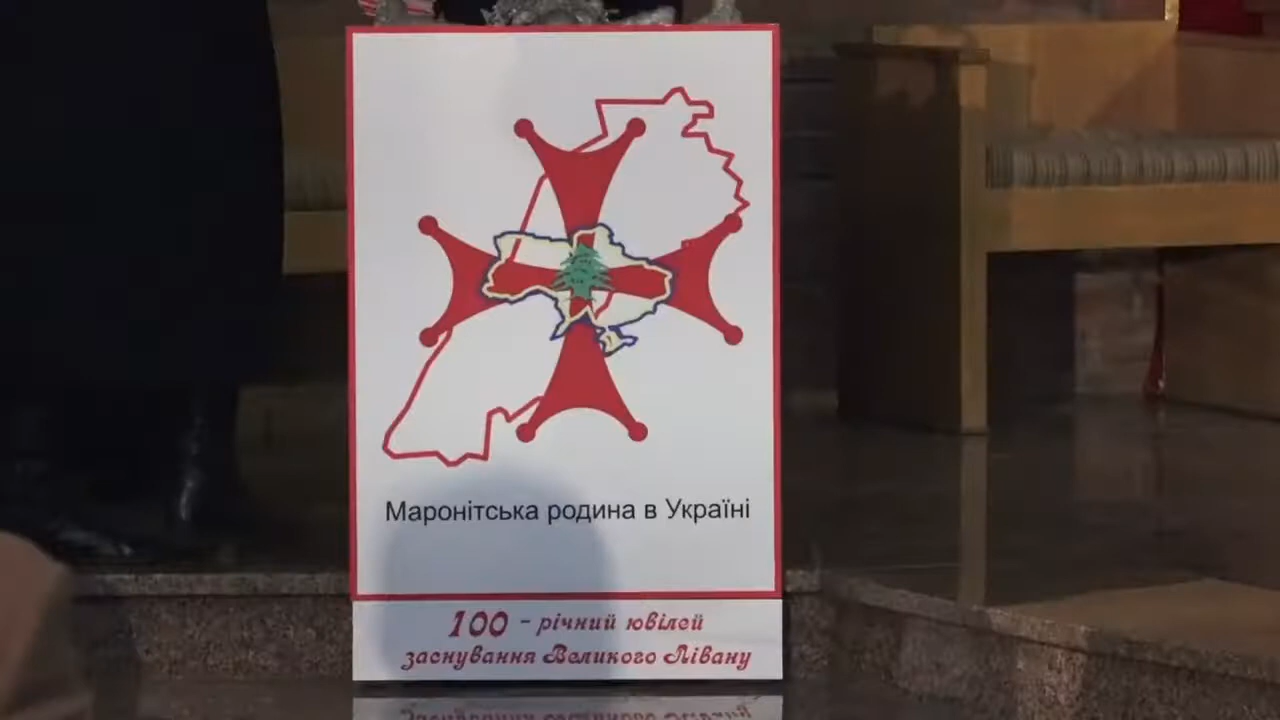 Маронітська родина в Україні
100 - річний ювілей
заснування Великого Лівану